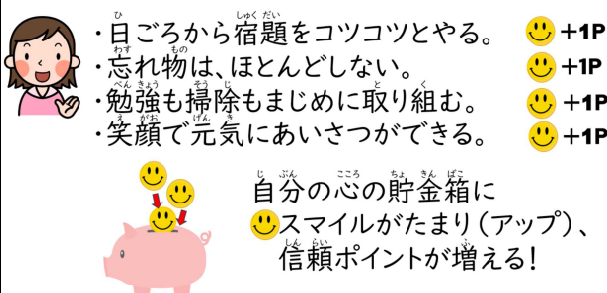 ・日ごろから宿題をコツコツとやる。 +1P
・忘れ物は、ほとんどしない。 +1P
・勉強も掃除もまじめに取り組む。 +1P
・笑顔で元気にあいさつができる。 +1P
自分の心の貯金箱に
スマイルがたまり(アップ)、
信頼ポイントが増える!